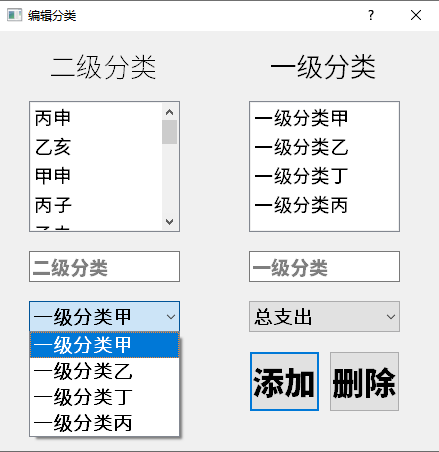 编辑分类
二级分类
一级分类
丙申
乙亥
甲申
丙子
一级分类甲
一级分类乙
一级分类丁
一级分类丙
二级分类
一级分类
一级分类甲
总支出
一级分类甲
一级分类乙
一级分类丁
一级分类丙
添加
删除